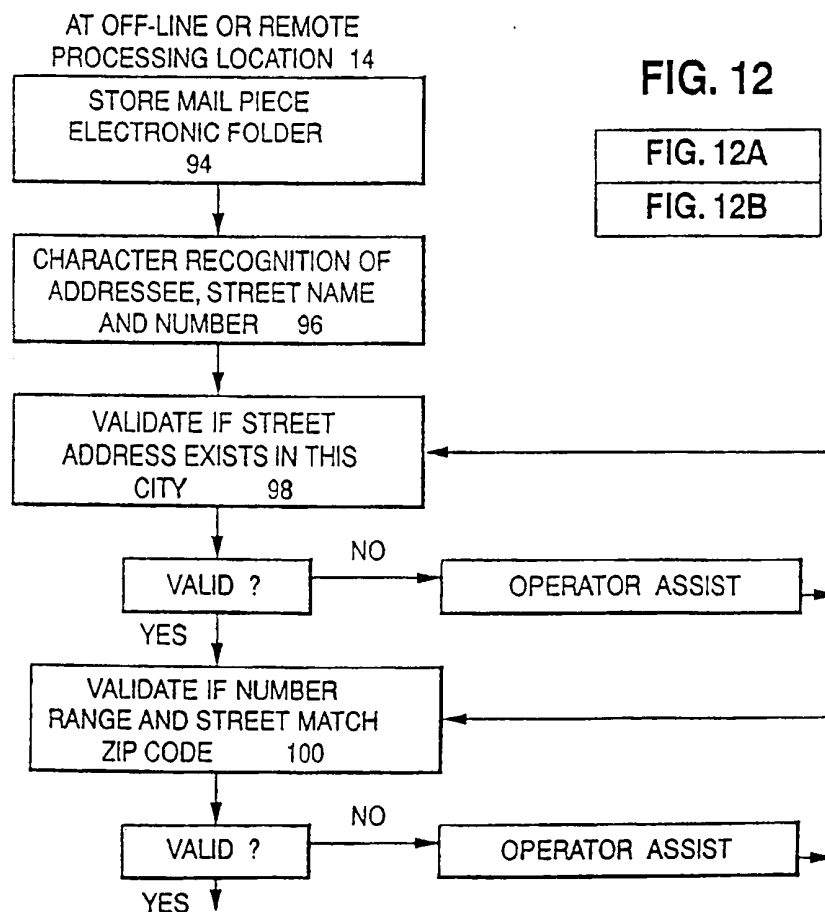 AT OFF-LINE OR REMOTE
PROCESSING LOCATION 14
STORE MAIL PIECE
ELECTRONIC FOLDER
94
CHARACTER RECOGNITION OF
ADDRESSEE, STREET NAME
AND NUMBER 96
VALIDATE IF STREET
ADDRESS EXISTS IN THIS
CITY 98
VALID ?
NO
OPERATOR ASSIST
YES
VALIDATE IF NUMBER
RANGE AND STREET MATCH
ZIP CODE 100
VALID ?
NO
OPERATOR ASSIST
YES
FIG. 12
FIG. 12A
FIG. 12B